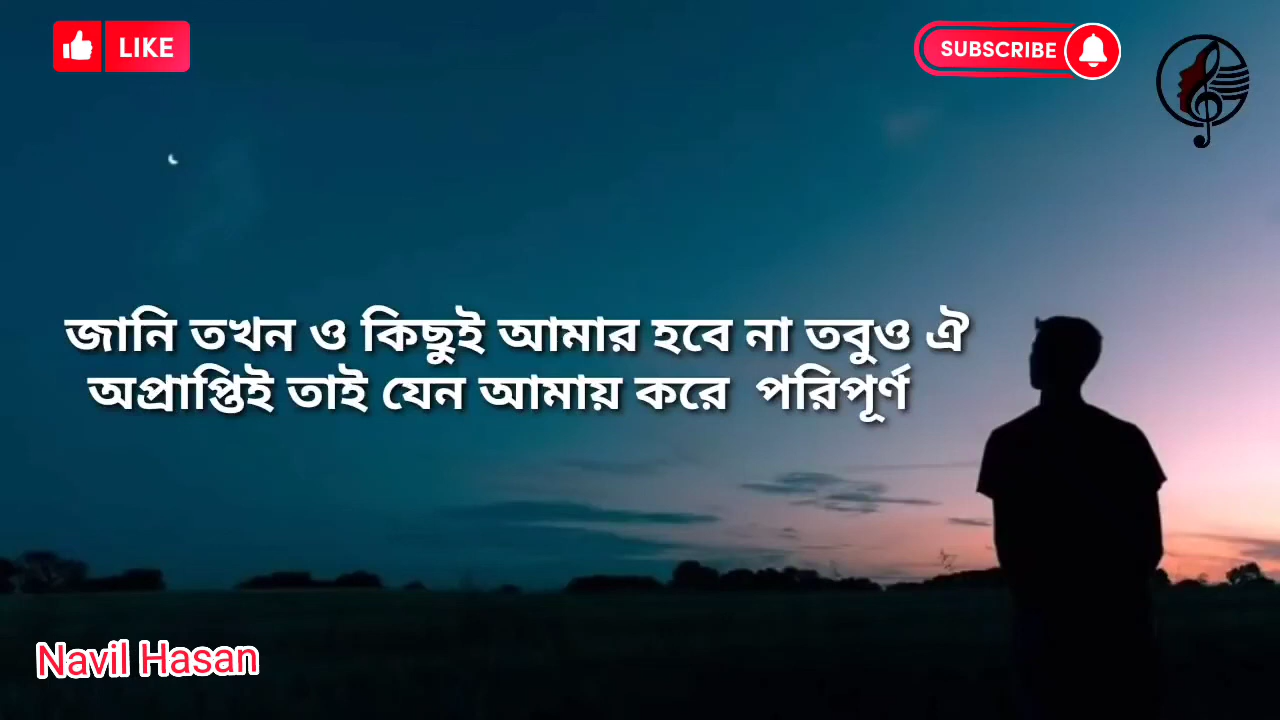 LIKE
SUBSCRIBE
জানি তখন ও কিছুই আমার হবে না তবুও ঐ
অপ্রাপ্তিই তাই যেন আমায় করে পরিপূর্ণ
Navil Hasan